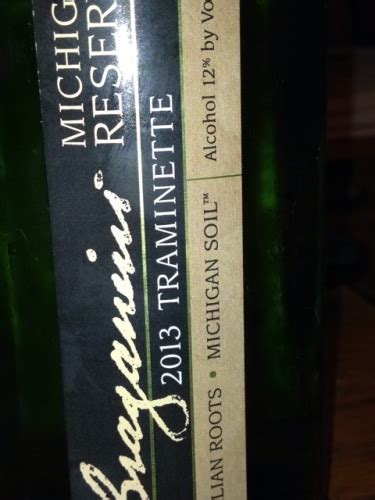 MICHIG
Braganini® RESER
2013 TRAMINETTE
LIAN ROOTS • MICHIGAN SOIL™ Alcohol 12% by Vo